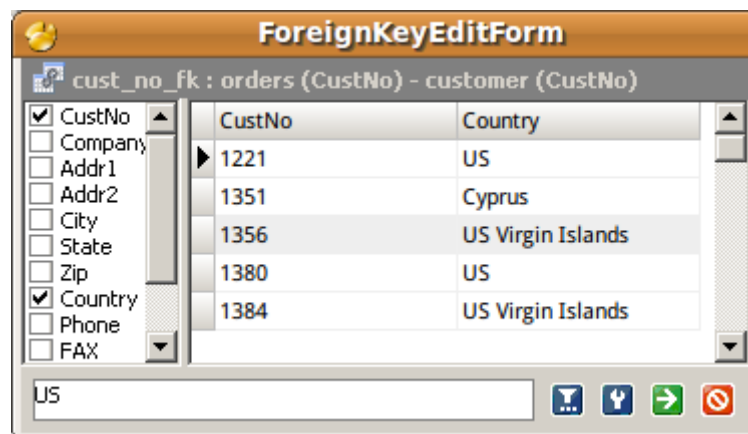 ForeignKeyEditForm
cust_no_fk : orders (CustNo) - customer (CustNo)
CustNo
Company
Addr1
Addr2
City
State
Zip
Country
Phone
FAX
CustNo Country
1221 US
1351 Cyprus
1356 US Virgin Islands
1380 US
1384 US Virgin Islands
US